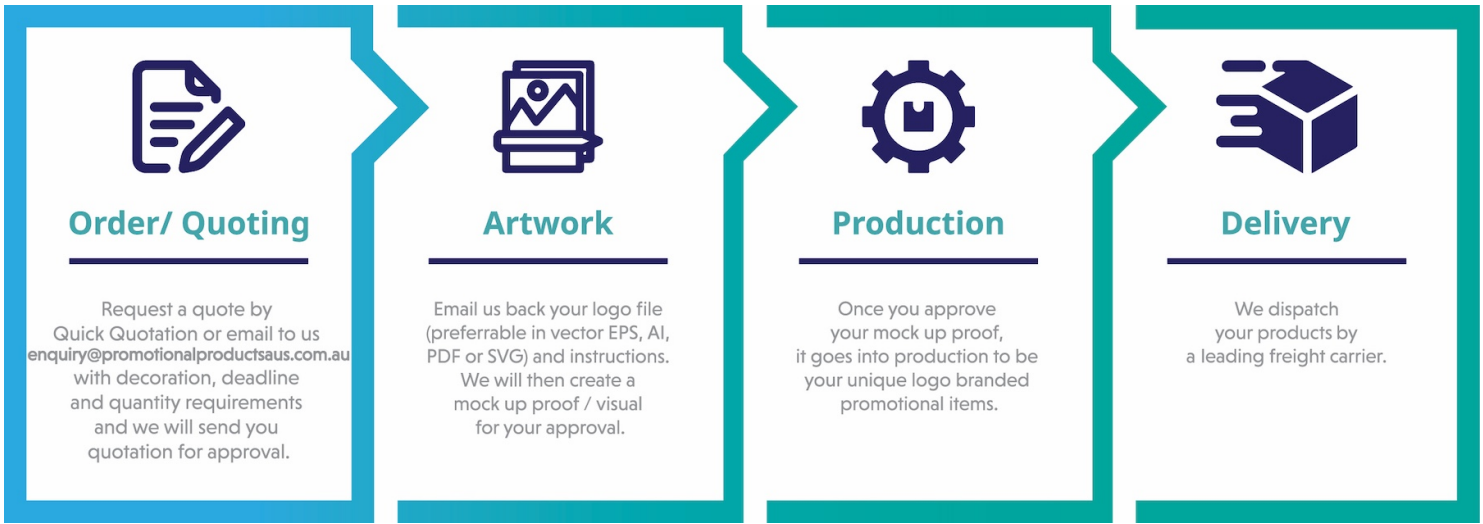 Order/ Quoting
Request a quote by
Quick Quotation or email to us
enquiry@promotionalproductsaus.com.au
with decoration, deadline
and quantity requirements
and we will send you
quotation for approval.
Artwork
Email us back your logo file
(preferrable in vector EPS, AI,
PDF or SVG) and instructions.
We will then create a
mock up proof / visual
for your approval.
Production
Once you approve
your mock up proof,
it goes into production to be
your unique logo branded
promotional items.
Delivery
We dispatch
your products by
a leading freight carrier.